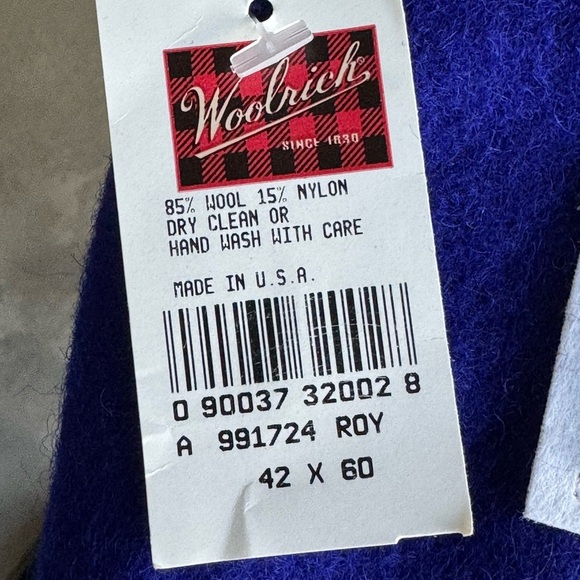 Woolrich
SINCE 1830
85% WOOL 15% NYLON
DRY CLEAN OR
HAND WASH WITH CARE
MADE IN U.S.A.
0 90037 32002 8
A 991724 ROY
42 X 60